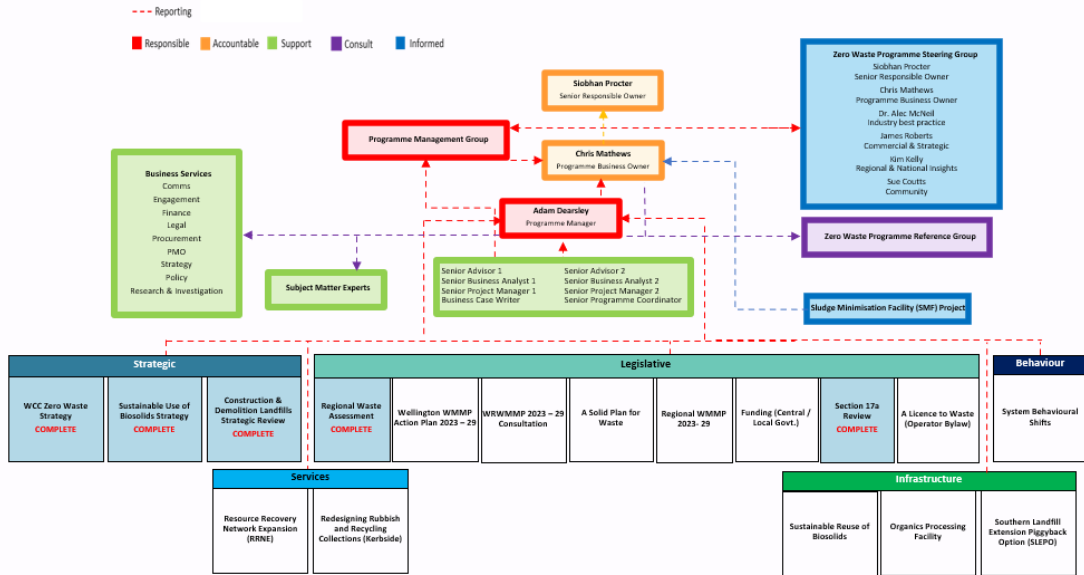 Reporting
Responsible
Accountable
Support
Consult
Informed
Siobhan Procter
Senior Responsible Owner
Programme Management Group
Chris Mathews
Programme Business Owner
Adam Dearsley
Programme Manager
Zero Waste Programme Steering Group
Siobhan Procter
Senior Responsible Owner
Chris Mathews
Programme Business Owner
Dr. Alec McNeil
Industry best practice
James Roberts
Commercial & Strategic
Kim Kelly
Regional & National Insights
Sue Coutts
Community
Business Services
Comms
Engagement
Finance
Legal
Procurement
PMO
Strategy
Policy
Research & Investigation
Subject Matter Experts
Senior Advisor 1
Senior Business Analyst 1
Senior Project Manager 1
Business Case Writer
Senior Advisor 2
Senior Business Analyst 2
Senior Project Manager 2
Senior Programme Coordinator
Zero Waste Programme Reference Group
Sludge Minimisation Facility (SMF) Project
Strategic
WCC Zero Waste
Strategy
COMPLETE
Sustainable Use of
Biosolids Strategy
COMPLETE
Construction &
Demolition Landfills
Strategic Review
COMPLETE
Legislative
Regional Waste
Assessment
COMPLETE
Wellington WMMP
Action Plan 2023 – 29
WRWMMP 2023 – 29
Consultation
A Solid Plan for
Waste
Regional WMMP
2023- 29
Funding (Central /
Local Govt.)
Section 17a
Review
COMPLETE
A Licence to Waste
(Operator Bylaw)
Behaviour
System Behavioural
Shifts
Services
Resource Recovery
Network Expansion
(RRNE)
Redesigning Rubbish
and Recycling
Collections (Kerbside)
Infrastructure
Sustainable Reuse of
Biosolids
Organics Processing
Facility
Southern Landfill
Extension Piggyback
Option (SLEPO)